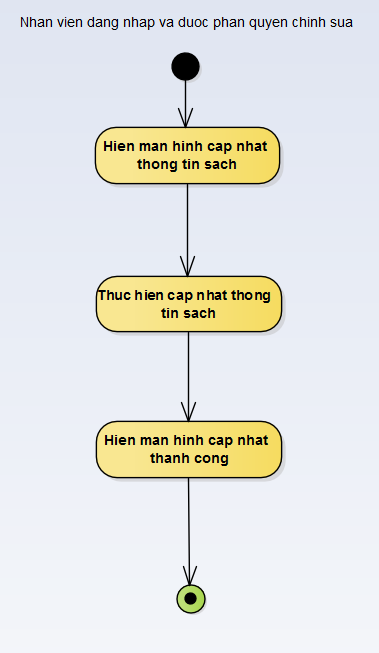 Nhan vien dang nhap va duoc phan quyen chinh sua
Hien man hinh cap nhat
thong tin sach
Thuc hien cap nhat thong
tin sach
Hien man hinh cap nhat
thanh cong